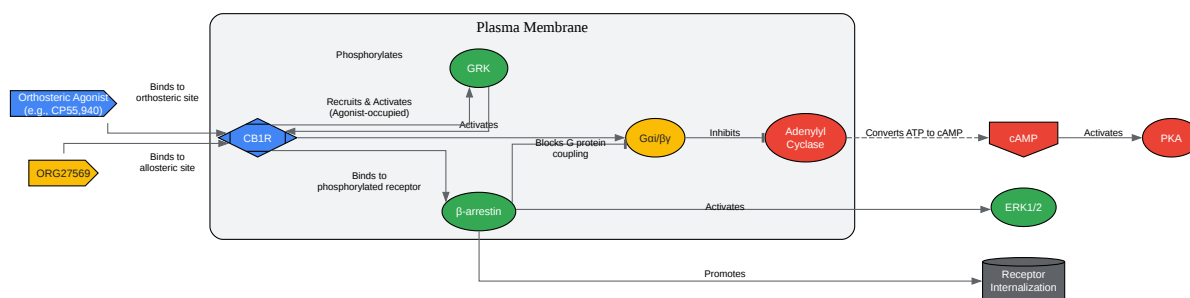 Plasma Membrane
Phosphorylates
GRK
Orthosteric Agonist
(e.g., CP55,940)
Binds to
orthosteric site
Recruits & Activates
(Agonist-occupied)
Activates
CB1R
Gαi/βγ
Inhibits
Adenylyl
Cyclase
Converts ATP to cAMP
cAMP
Activates
PKA
Blocks G protein
coupling
ORG27569
Binds to
allosteric site
Binds to
phosphorylated receptor
β-arrestin
Activates
ERK1/2
Promotes
Receptor
Internalization